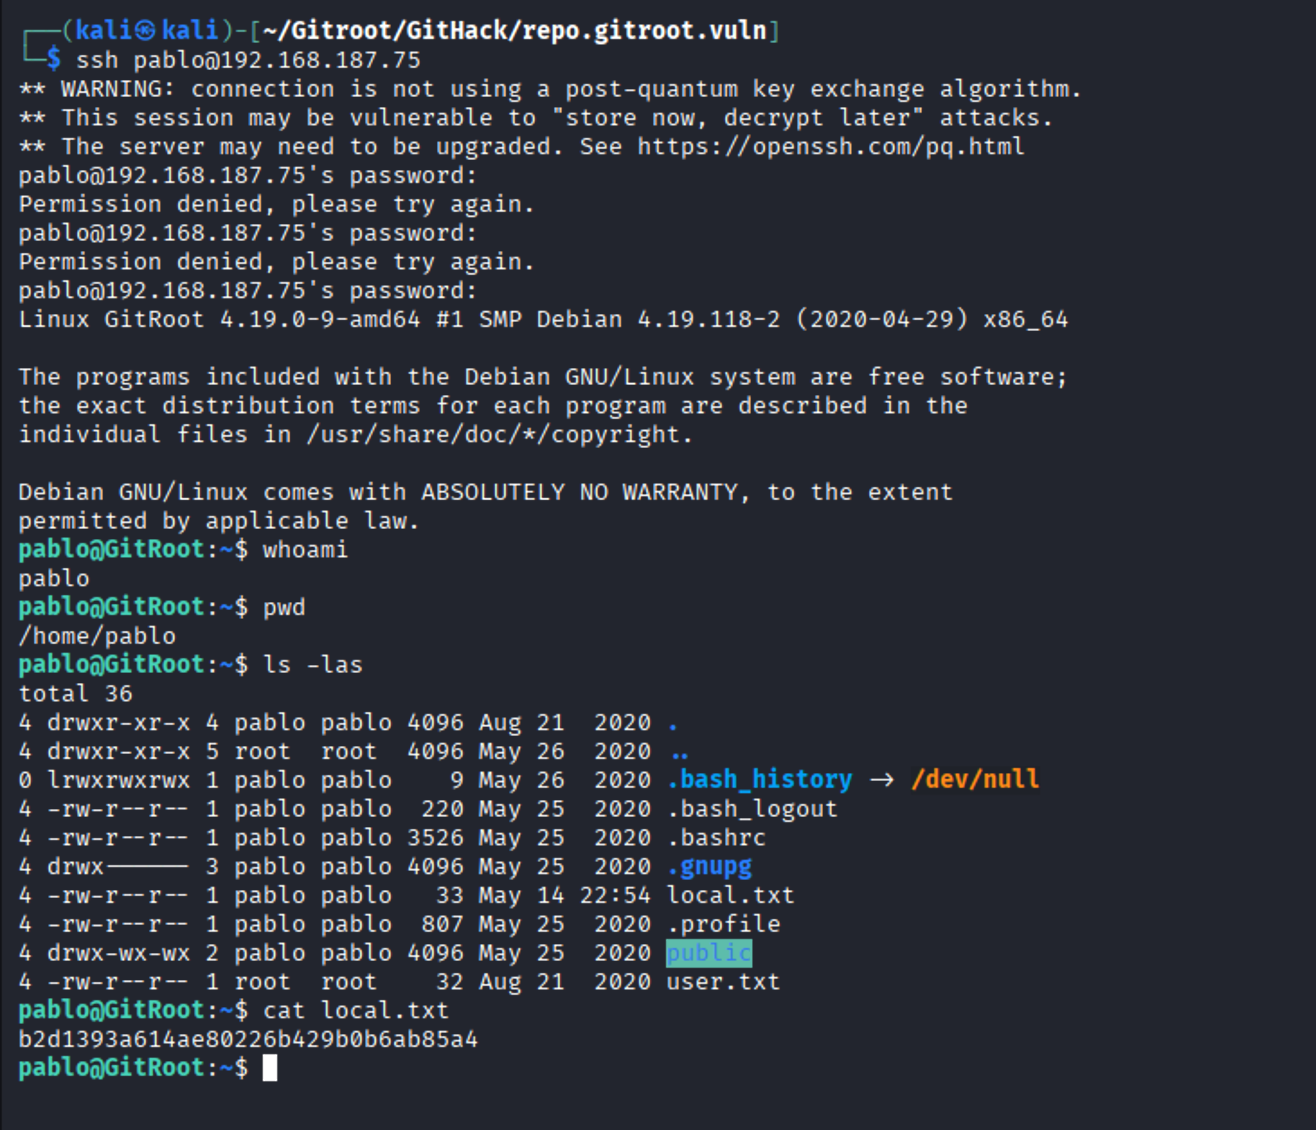 ┌──(kali㉿kali)-[~/Gitroot/GitHack/repo.gitroot.vuln]
└─$ ssh pablo@192.168.187.75
** WARNING: connection is not using a post-quantum key exchange algorithm.
** This session may be vulnerable to "store now, decrypt later" attacks.
** The server may need to be upgraded. See https://openssh.com/pq.html
pablo@192.168.187.75's password:
Permission denied, please try again.
pablo@192.168.187.75's password:
Permission denied, please try again.
pablo@192.168.187.75's password:
Linux GitRoot 4.19.0-9-amd64 #1 SMP Debian 4.19.118-2 (2020-04-29) x86_64

The programs included with the Debian GNU/Linux system are free software;
the exact distribution terms for each program are described in the
individual files in /usr/share/doc/*/copyright.

Debian GNU/Linux comes with ABSOLUTELY NO WARRANTY, to the extent
permitted by applicable law.
pablo@GitRoot:~$ whoami
pablo
pablo@GitRoot:~$ pwd
/home/pablo
pablo@GitRoot:~$ ls -las
total 36
4 drwxr-xr-x 4 pablo pablo 4096 Aug 21  2020 .
4 drwxr-xr-x 5 root  root  4096 May 26  2020 ..
0 lrwxrwxrwx 1 pablo pablo    9 May 26  2020 .bash_history → /dev/null
4 -rw-r--r-- 1 pablo pablo  220 May 25  2020 .bash_logout
4 -rw-r--r-- 1 pablo pablo 3526 May 25  2020 .bashrc
4 drwx------ 3 pablo pablo 4096 May 25  2020 .gnupg
4 -rw-r--r-- 1 pablo pablo   33 May 14 22:54 local.txt
4 -rw-r--r-- 1 pablo pablo  807 May 25  2020 .profile
4 drwx-wx-wx 2 pablo pablo 4096 May 25  2020 public
4 -rw-r--r-- 1 root  root    32 Aug 21  2020 user.txt
pablo@GitRoot:~$ cat local.txt
b2d1393a614ae80226b429b0b6ab85a4
pablo@GitRoot:~$